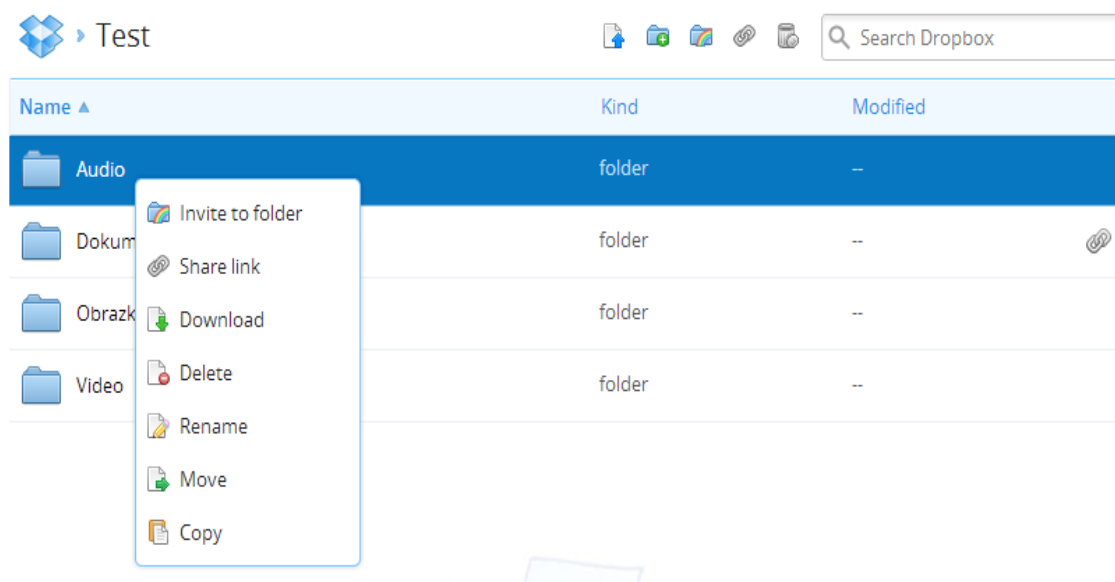 Test
Search Dropbox
Name Kind Modified
Audio folder --
Invite to folder
Dokum folder --
Share link
Obrazk folder --
Download
Delete
Video folder --
Rename
Move
Copy